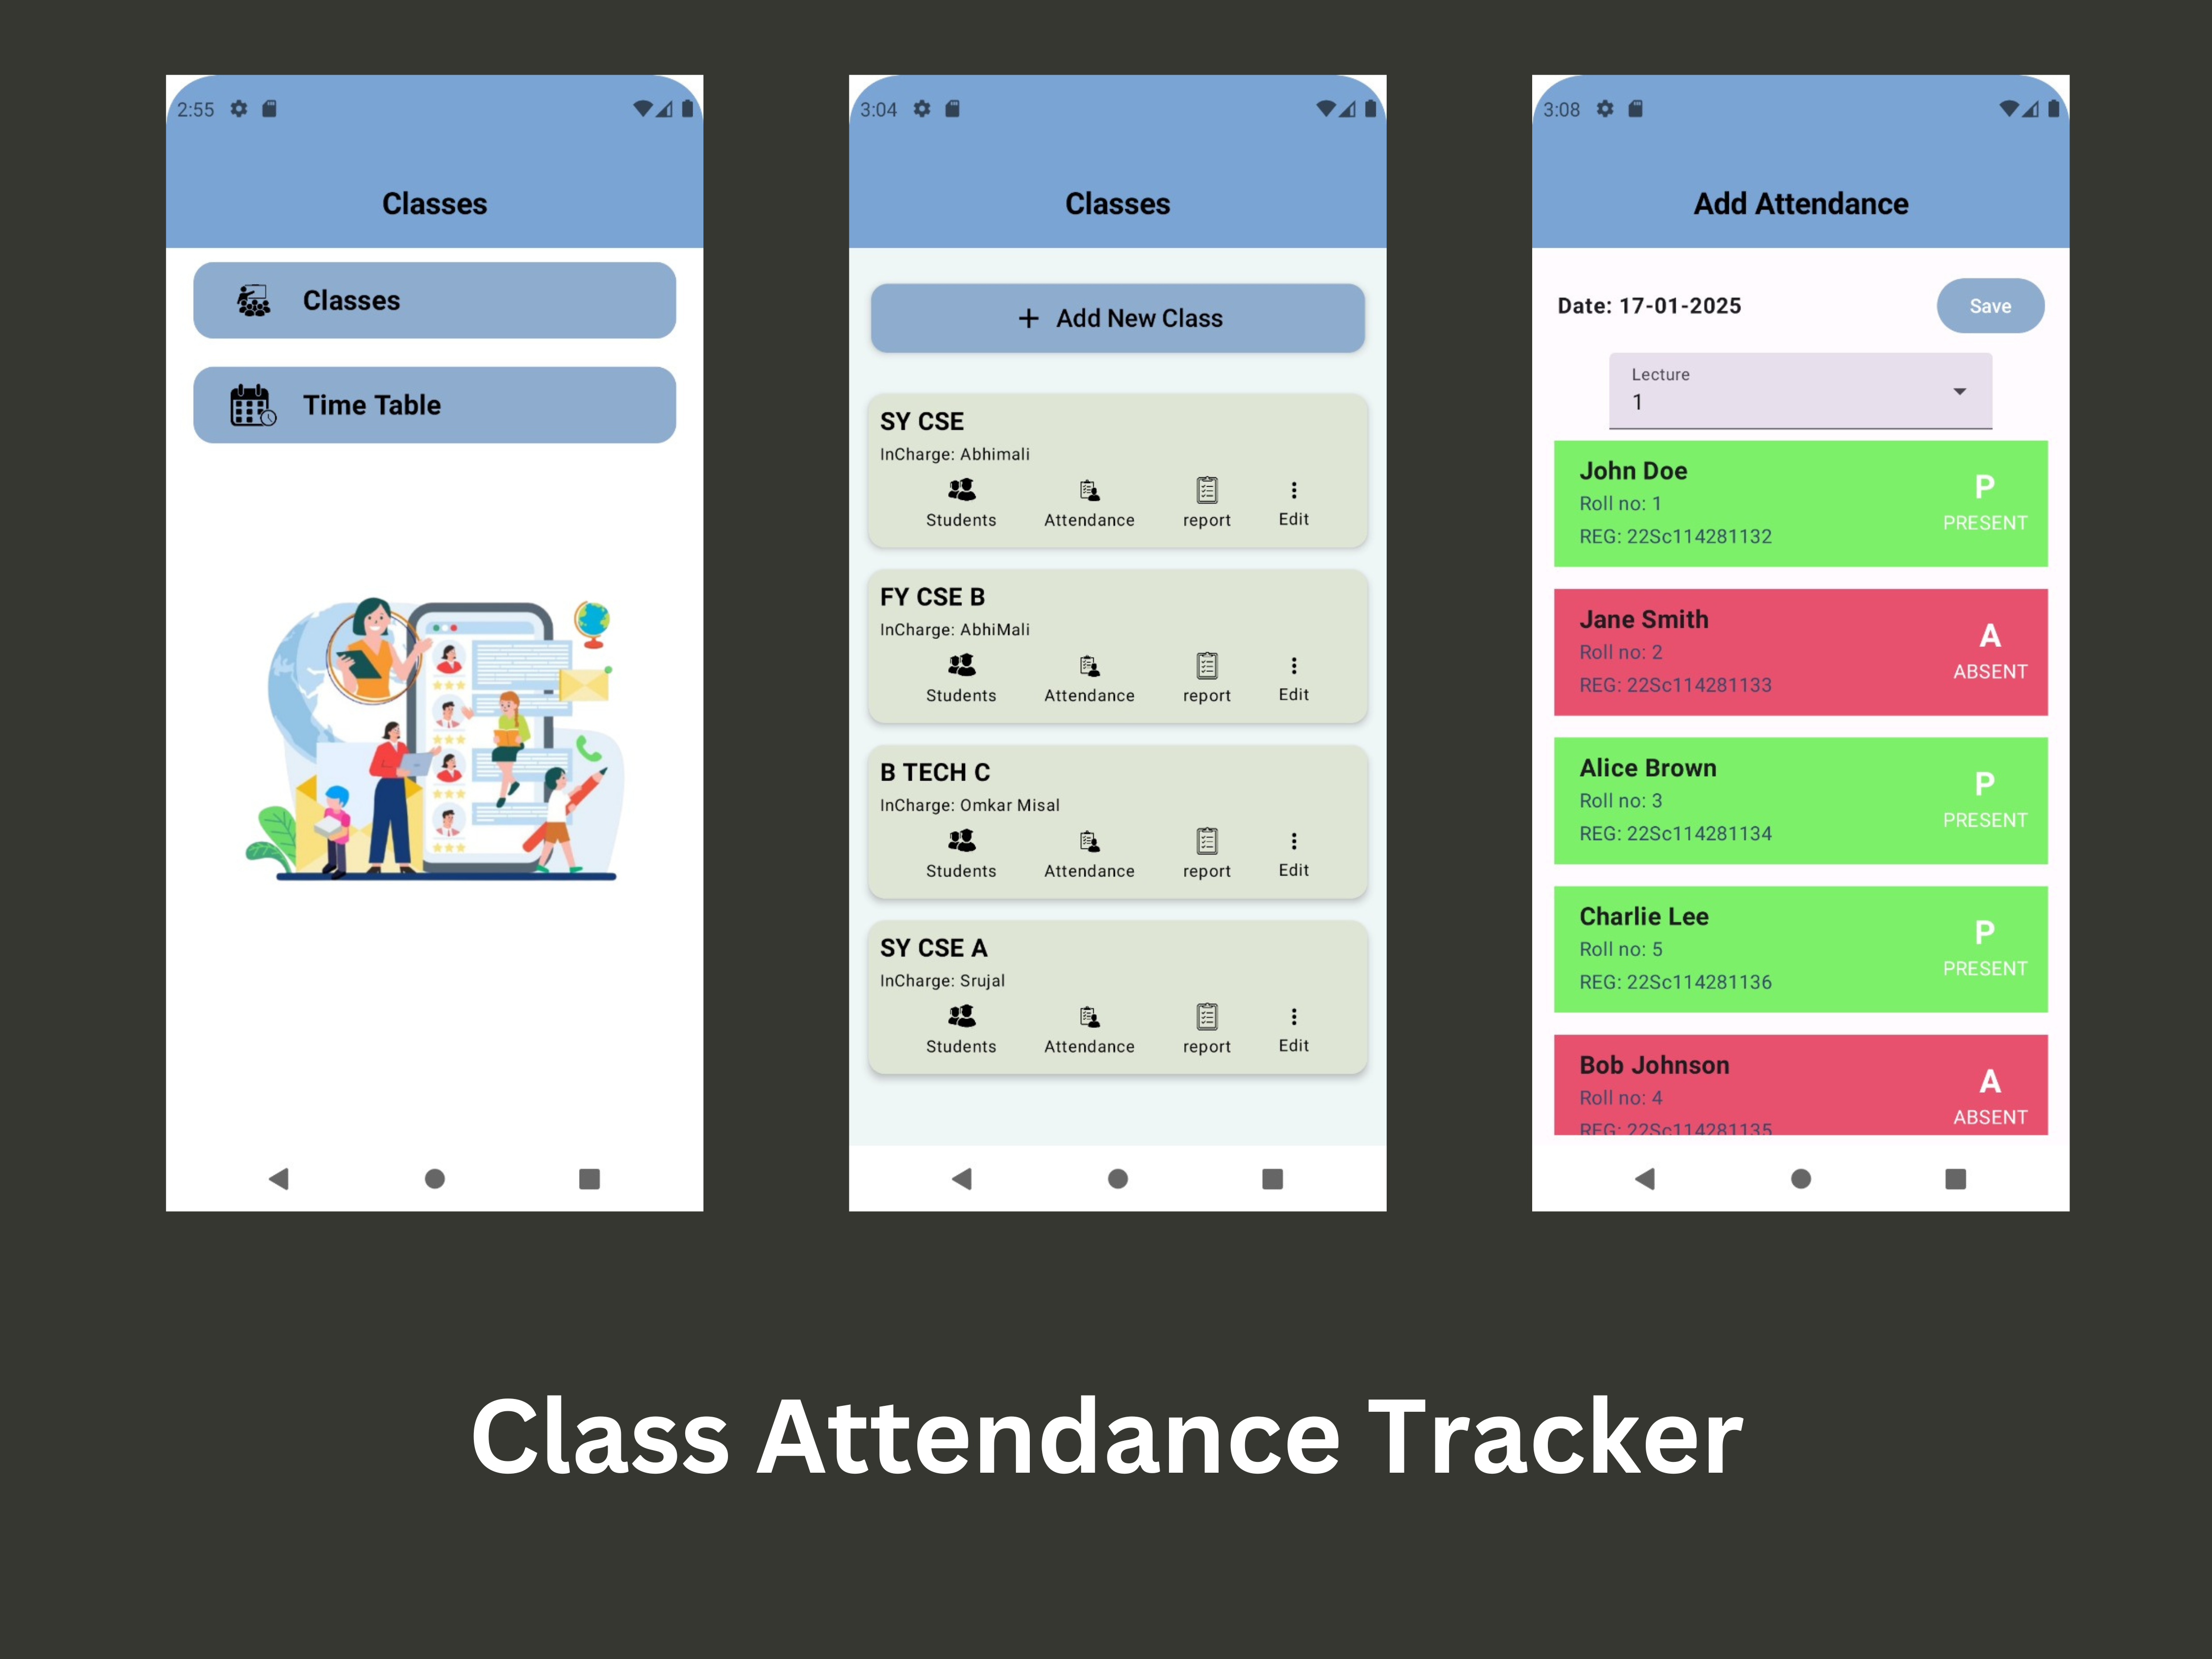 2:55
Classes
Classes
Time Table
3:04
Classes
+ Add New Class
SY CSE
InCharge: Abhimali
Students Attendance report Edit
FY CSE B
InCharge: AbhiMali
Students Attendance report Edit
B TECH C
InCharge: Omkar Misal
Students Attendance report Edit
SY CSE A
InCharge: Srujal
Students Attendance report Edit
3:08
Add Attendance
Date: 17-01-2025 Save
Lecture
1
John Doe
Roll no: 1
REG: 22Sc114281132
P
PRESENT
Jane Smith
Roll no: 2
REG: 22Sc114281133
A
ABSENT
Alice Brown
Roll no: 3
REG: 22Sc114281134
P
PRESENT
Charlie Lee
Roll no: 5
REG: 22Sc114281136
P
PRESENT
Bob Johnson
Roll no: 4
REG: 22Sc114281135
A
ABSENT
Class Attendance Tracker